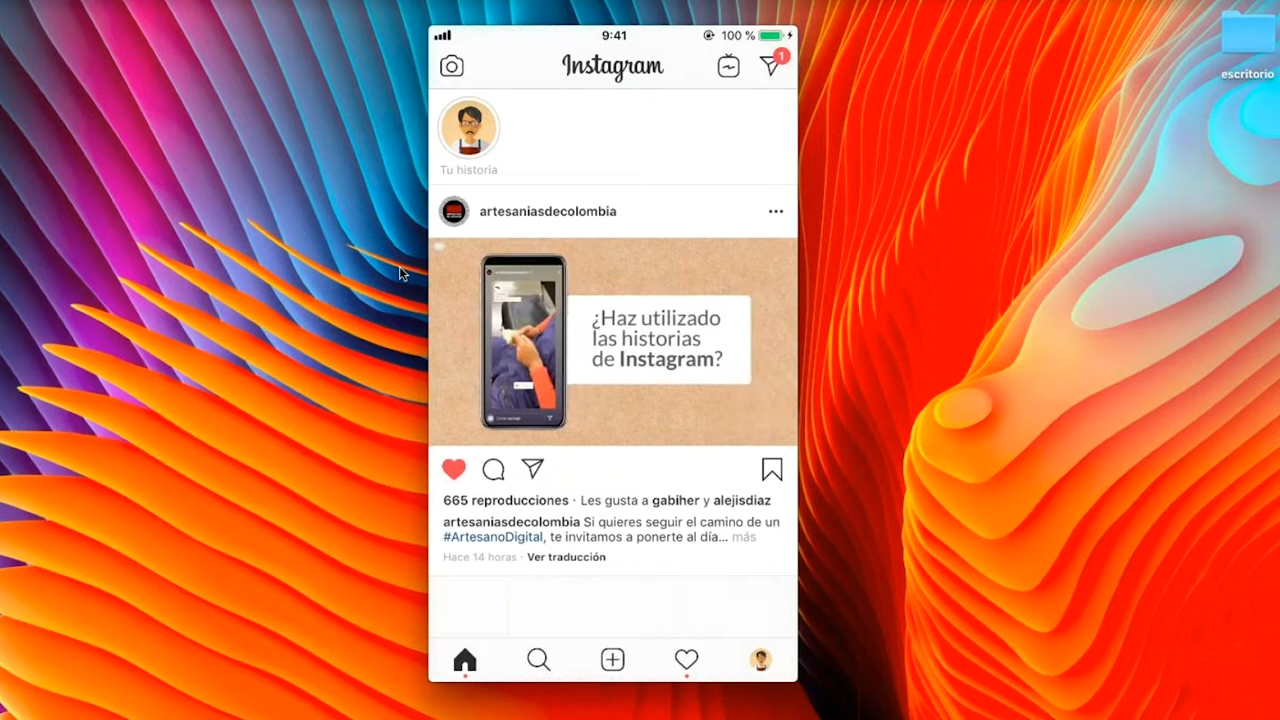 9:41
100 %
Instagram
1
escritorio
Tu historia
artesaniasdecolombia
¿Haz utilizado
las historias
de Instagram?
665 reproducciones · Les gusta a gabiher y alejisdiaz
artesaniasdecolombia Si quieres seguir el camino de un
#ArtesanoDigital, te invitamos a ponerte al día... más
Hace 14 horas · Ver traducción